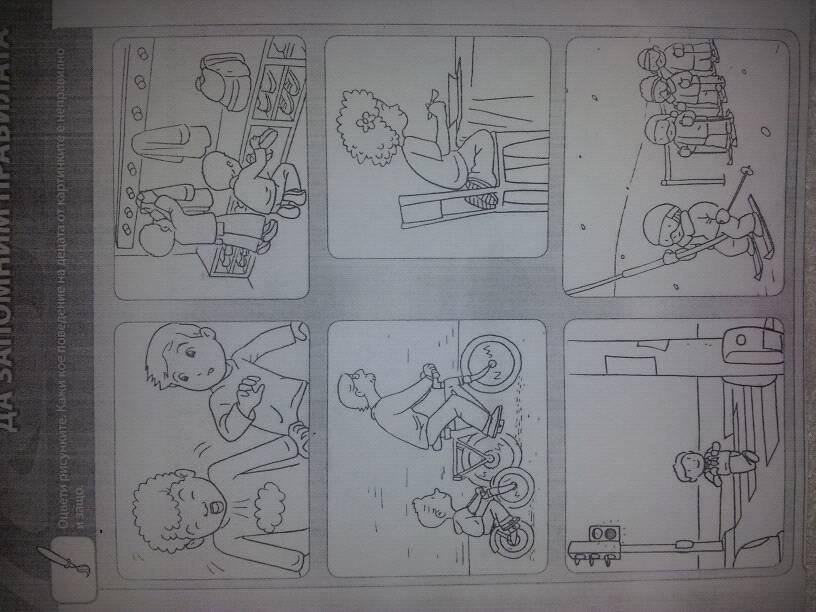 ДА ЗАПОМНИМ ПРАВИЛАТА
Оцвети рисунките. Кажи кое поведение на децата от картинките е неправилно
и защо.